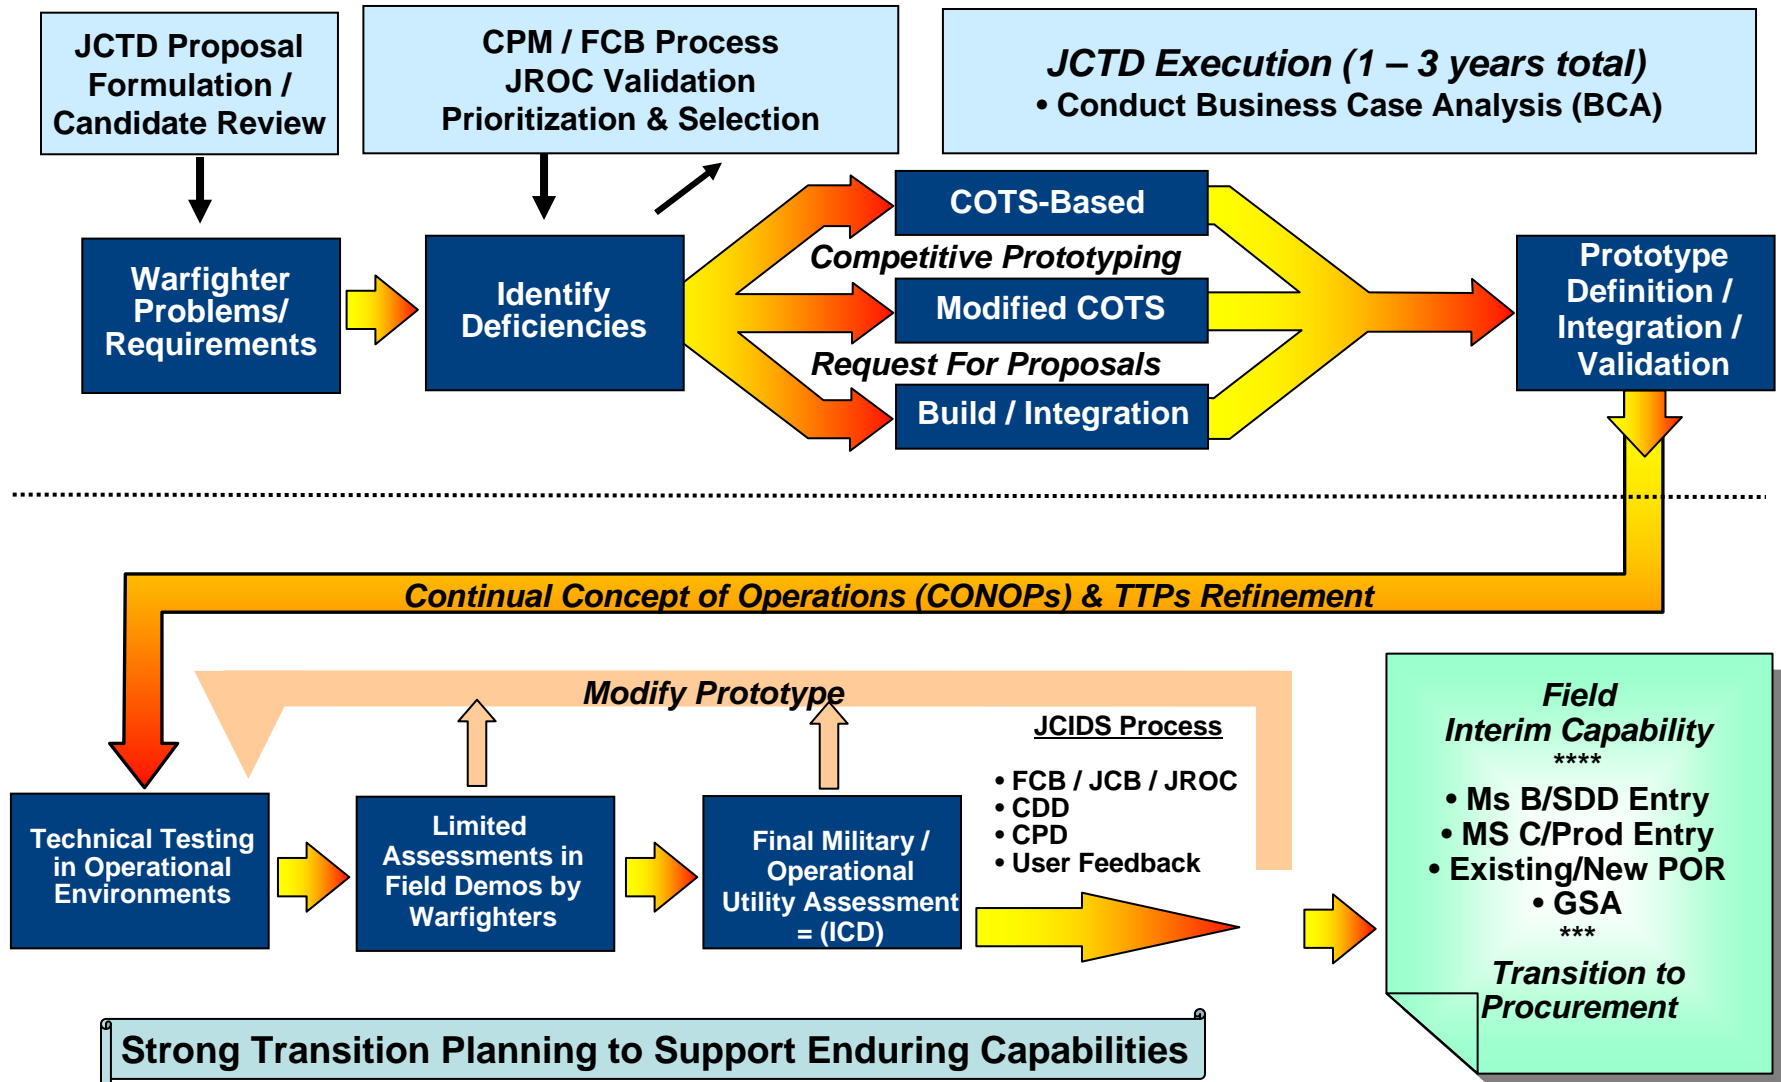 JCTD Proposal
Formulation /
Candidate Review
CPM / FCB Process
JROC Validation
Prioritization & Selection
JCTD Execution (1 – 3 years total)
• Conduct Business Case Analysis (BCA)
Warfighter
Problems/
Requirements
Identify
Deficiencies
COTS-Based
Competitive Prototyping
Modified COTS
Request For Proposals
Build / Integration
Prototype
Definition /
Integration /
Validation
Continual Concept of Operations (CONOPs) & TTPs Refinement
Modify Prototype
Technical Testing
in Operational
Environments
Limited
Assessments in
Field Demos by
Warfighters
Final Military /
Operational
Utility Assessment
= (ICD)
JCIDS Process
• FCB / JCB / JROC
• CDD
• CPD
• User Feedback
Field
Interim Capability
****
• Ms B/SDD Entry
• MS C/Prod Entry
• Existing/New POR
• GSA
***
Transition to
Procurement
Strong Transition Planning to Support Enduring Capabilities